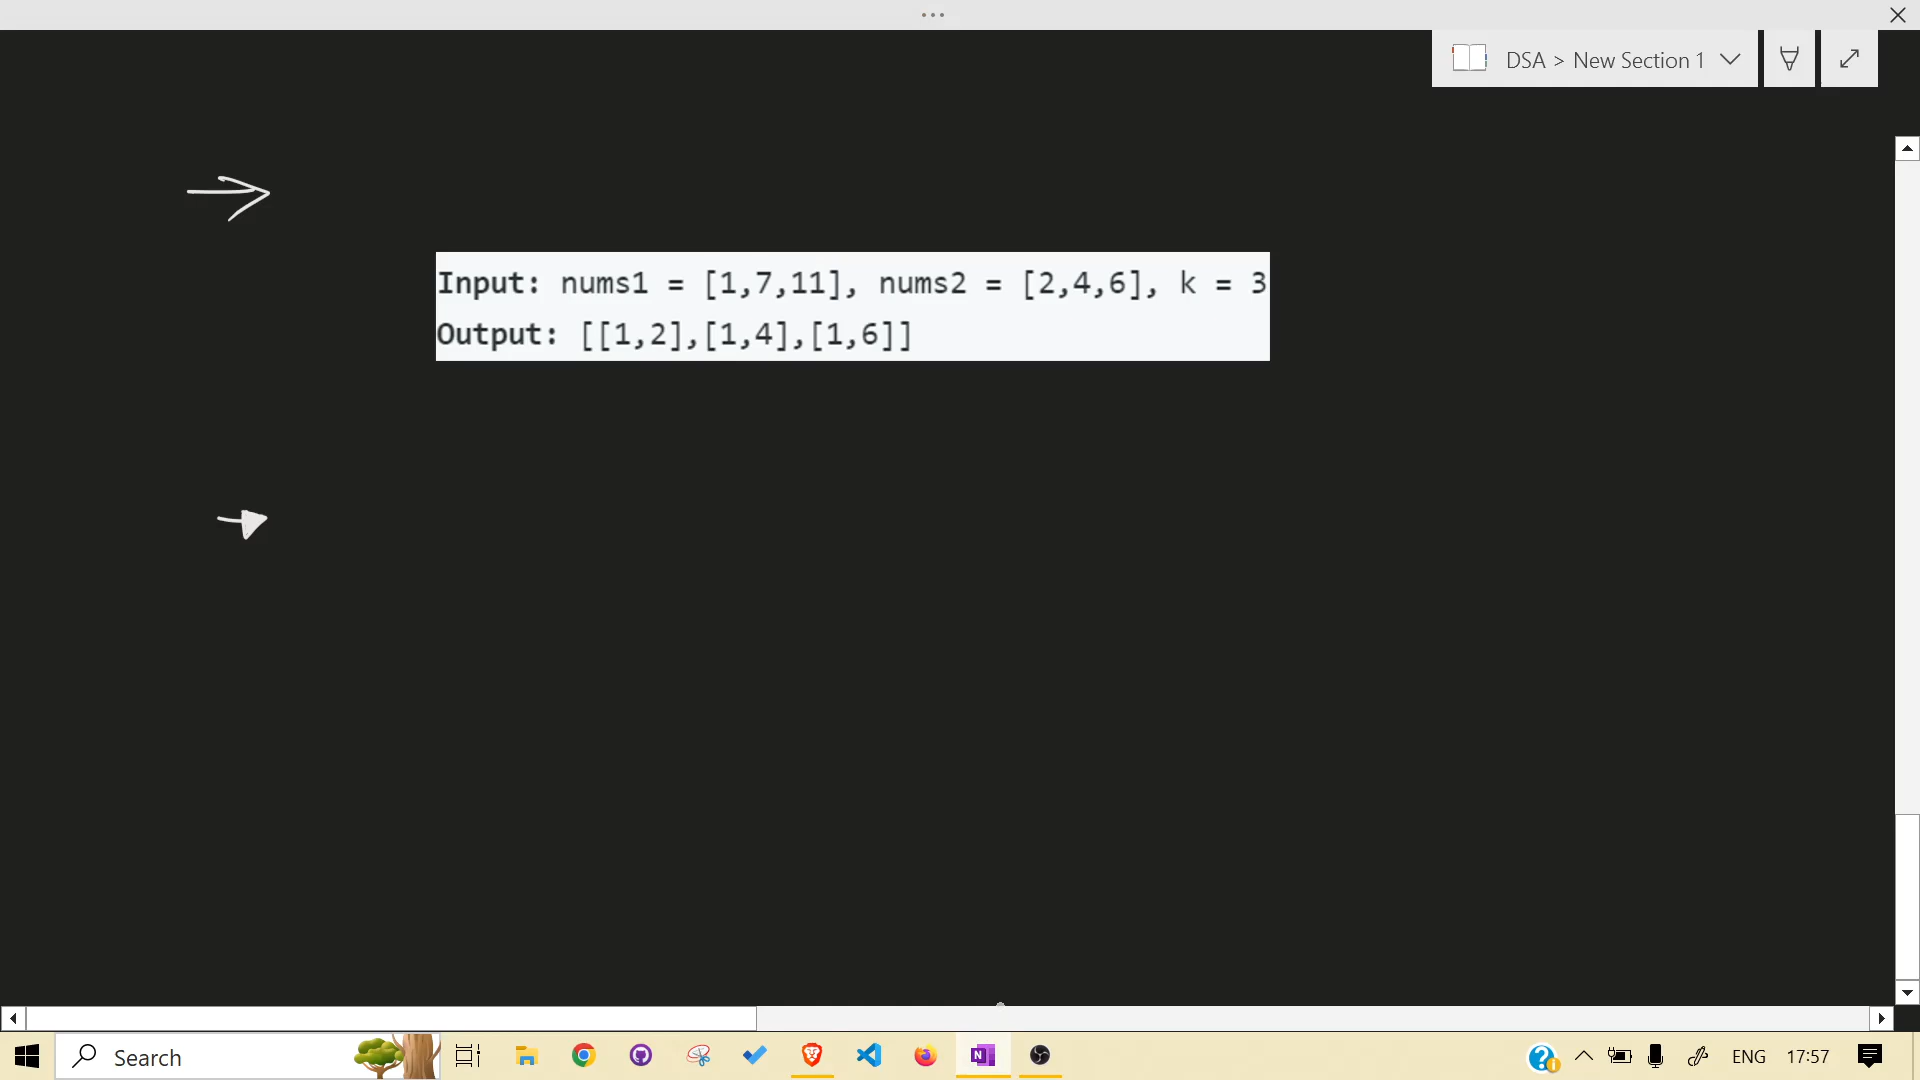 DSA > New Section 1
Input: nums1 = [1,7,11], nums2 = [2,4,6], k = 3
Output: [[1,2],[1,4],[1,6]]
Search
ENG
17:57